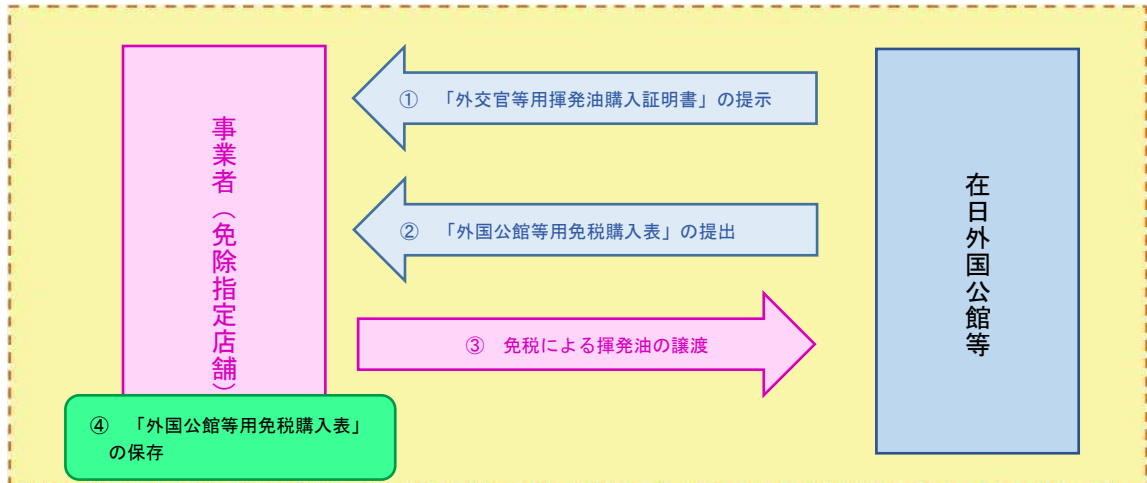 事業者（免除指定店舗）
① 「外交官等用揮発油購入証明書」の提示
② 「外国公館等用免税購入表」の提出
③ 免税による揮発油の譲渡
在日外国公館等
④ 「外国公館等用免税購入表」
の保存